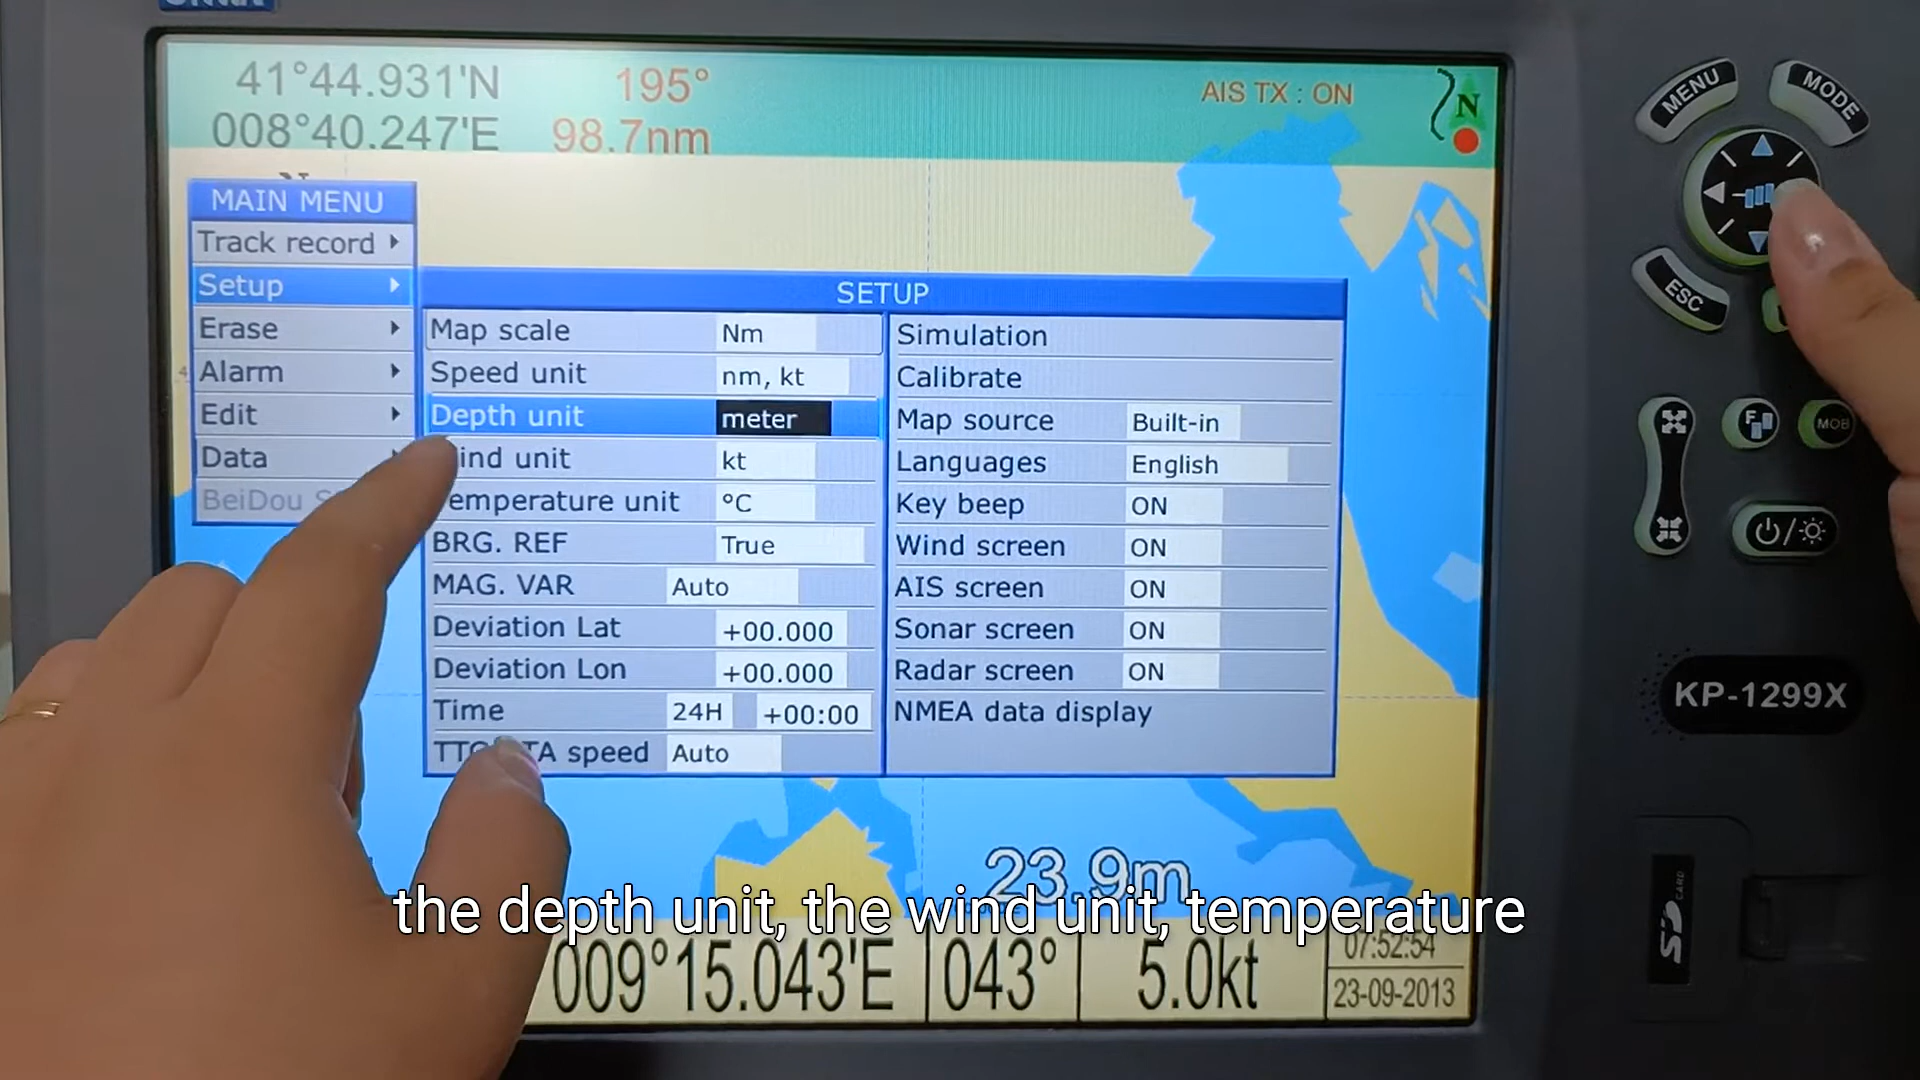 41°44.931'N 195° AIS TX : ON
N
008°40.247'E 98.7nm
MAIN MENU
Track record
Setup
Erase
Alarm
Edit
Data
BeiDou
SETUP
Map scale Nm
Speed unit nm, kt
Depth unit meter
unit kt
unit °C
BRG. REF True
MAG. VAR Auto
Deviation Lat +00.000
Deviation Lon +00.000
Time 24H +00:00
speed Auto
Simulation
Calibrate
Map source Built-in
Languages English
Key beep ON
Wind screen ON
AIS screen ON
Sonar screen ON
Radar screen ON
NMEA data display
23.9m
the depth unit, the wind unit, temperature
009°15.043'E 043° 5.0kt
07:52:54
23-09-2013
MENU
MODE
ESC
MOB
KP-1299X
SD CARD